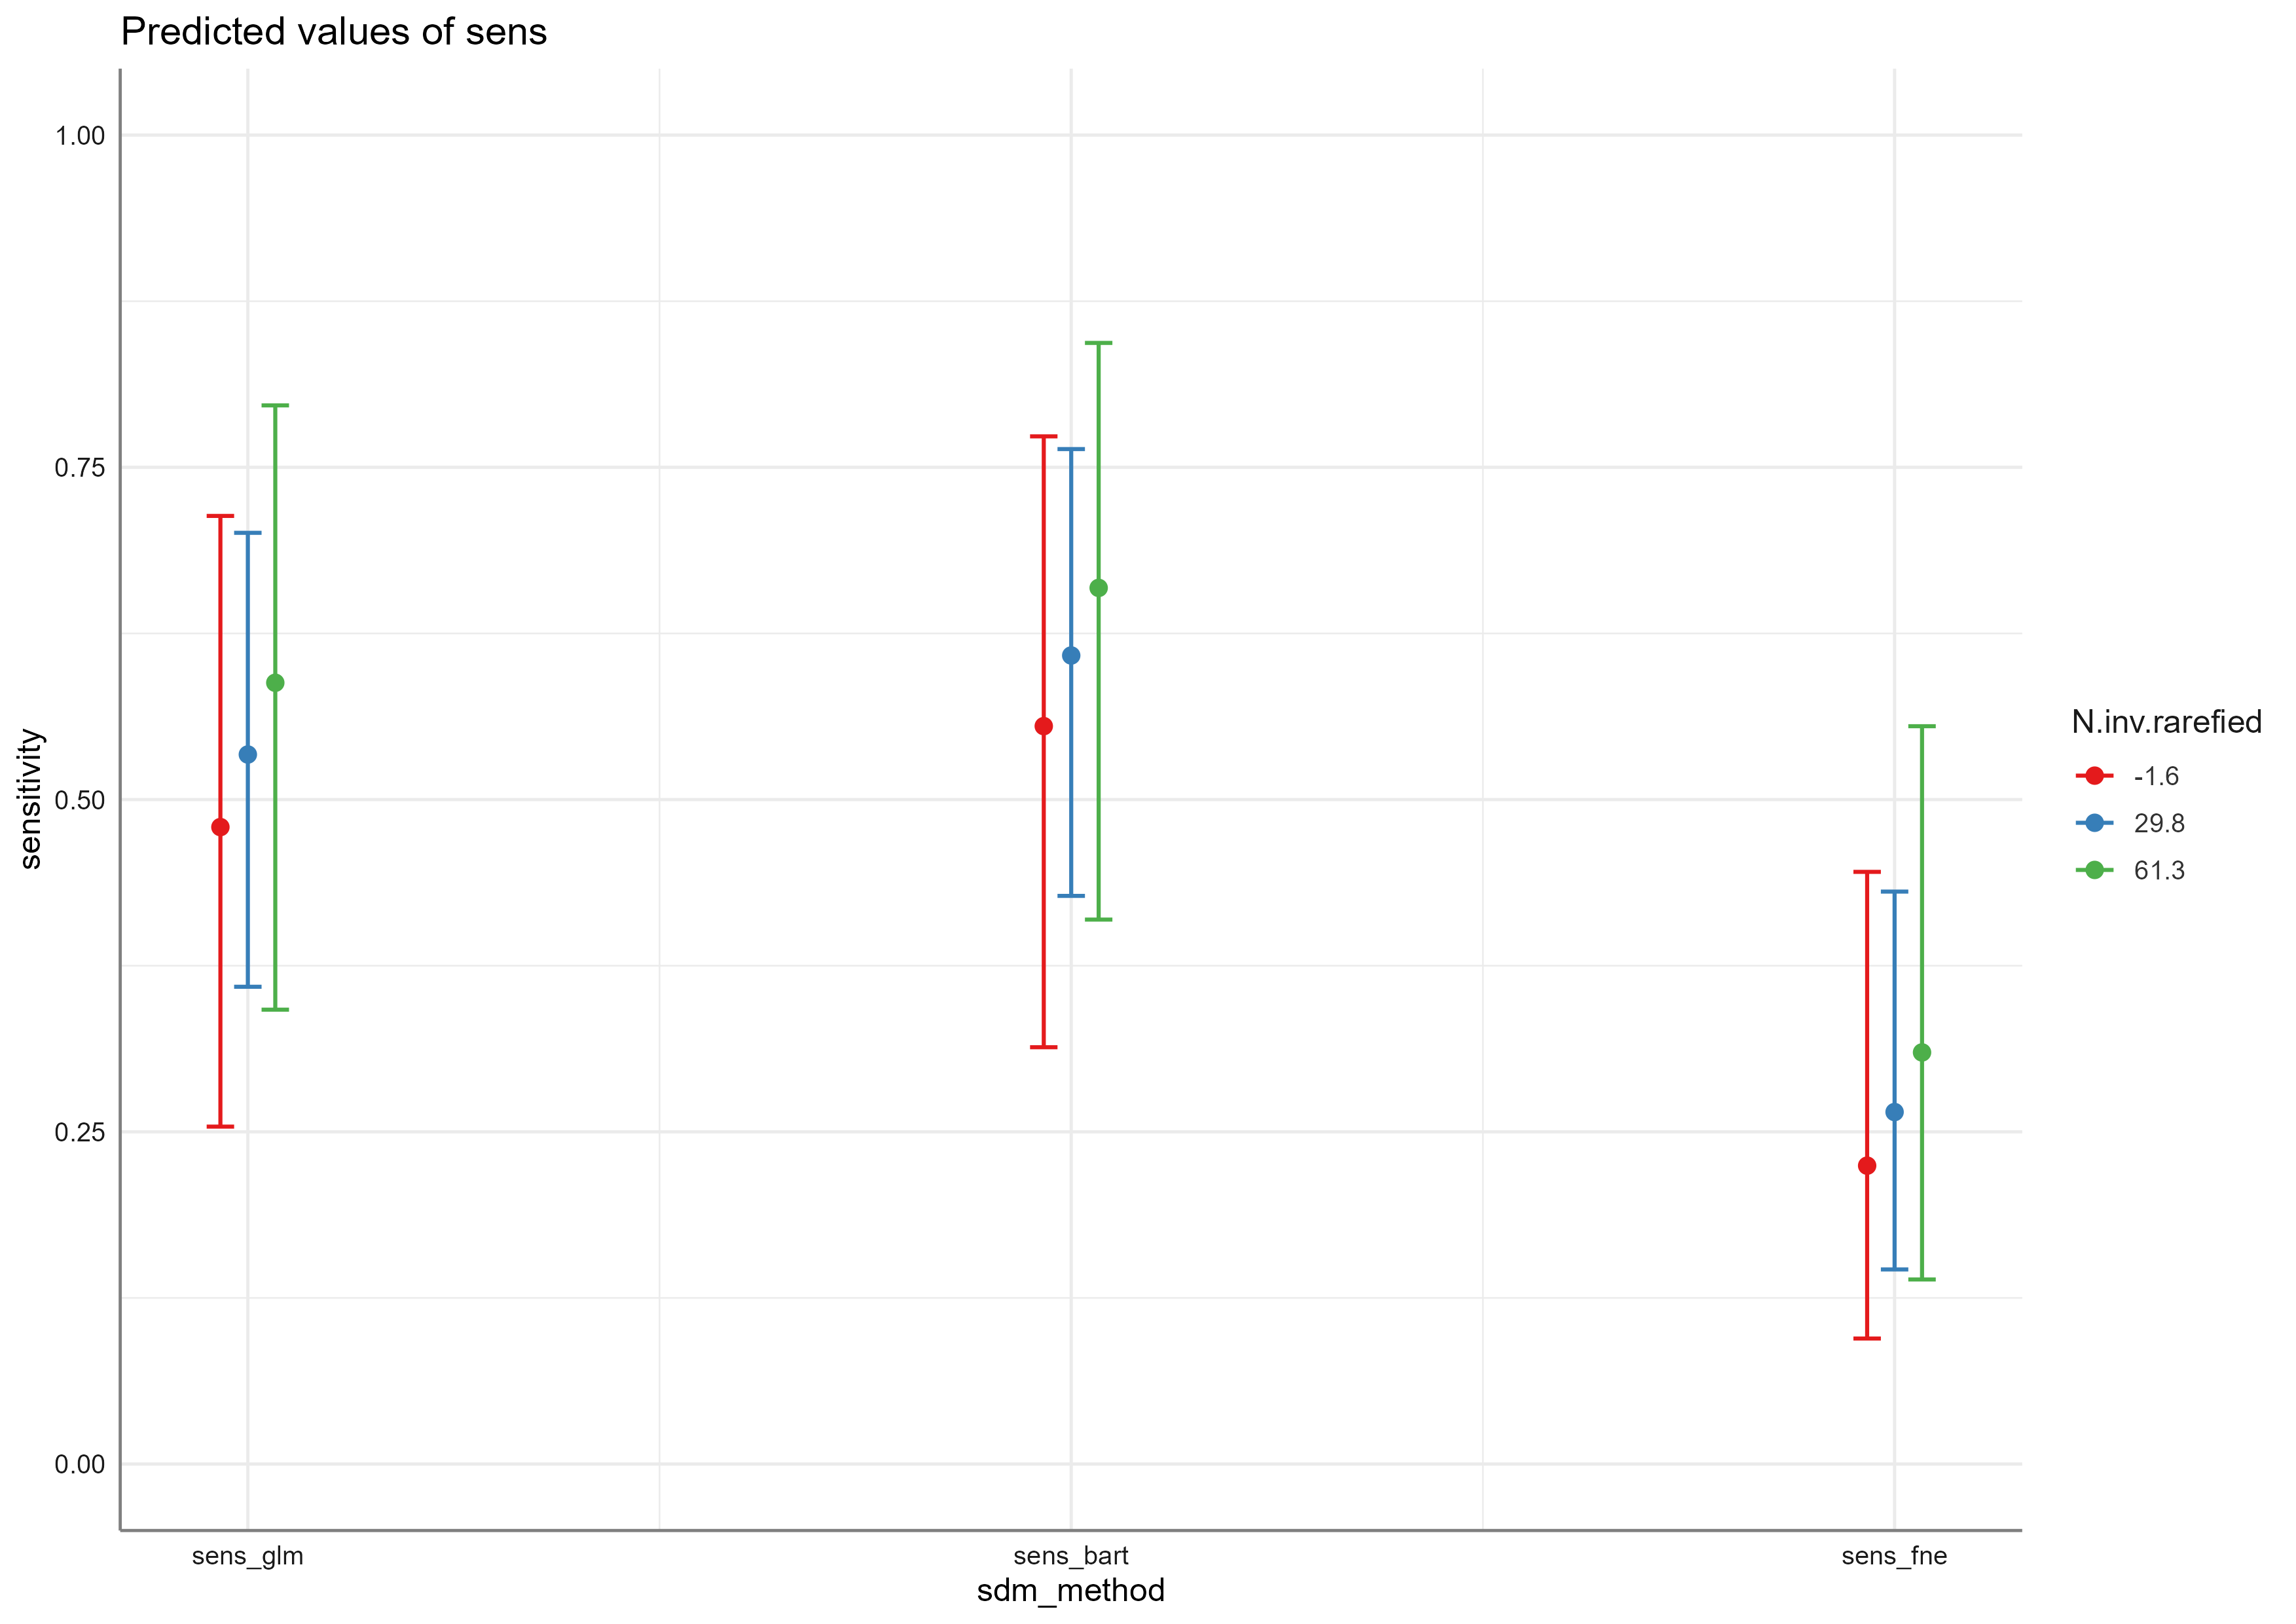 Predicted values of sens
1.00
0.75
0.50
0.25
0.00
sensitivity
sens_glm
sens_bart
sens_fne
sdm_method
N.inv.rarefied
-1.6
29.8
61.3